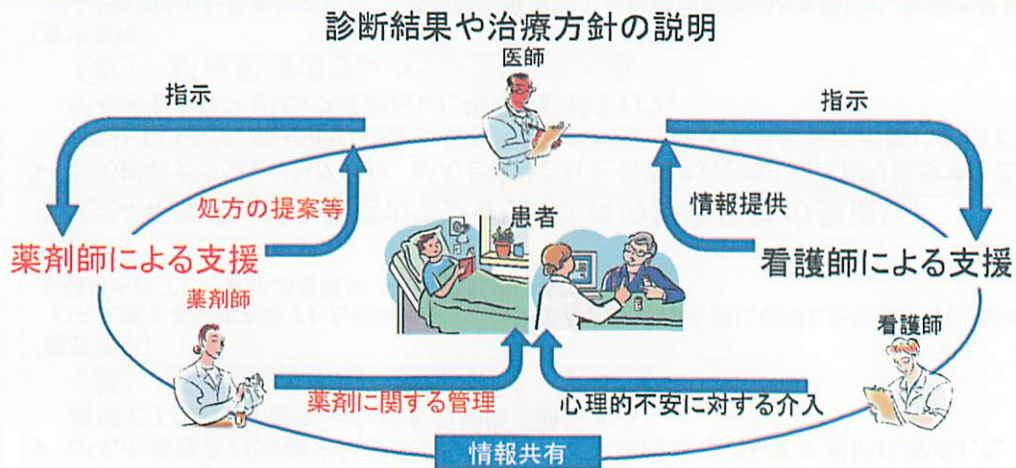 診断結果や治療方針の説明
医師
指示
指示
処方の提案等
情報提供
患者
薬剤師による支援
看護師による支援
薬剤師
看護師
薬剤に関する管理
心理的不安に対する介入
情報共有